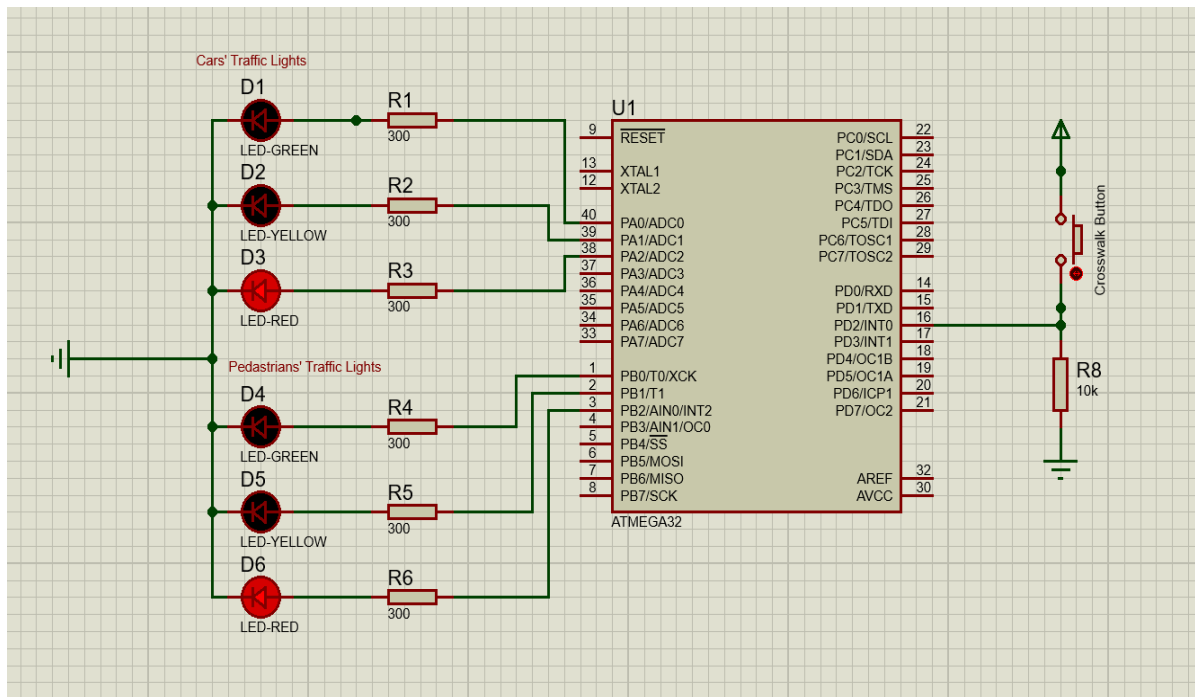 Cars' Traffic Lights
D1
LED-GREEN
R1
300
D2
LED-YELLOW
R2
300
D3
LED-RED
R3
300
Pedastrians' Traffic Lights
D4
LED-GREEN
R4
300
D5
LED-YELLOW
R5
300
D6
LED-RED
R6
300
U1
9 RESET
13 XTAL1
12 XTAL2
40 PA0/ADC0
39 PA1/ADC1
38 PA2/ADC2
37 PA3/ADC3
36 PA4/ADC4
35 PA5/ADC5
34 PA6/ADC6
33 PA7/ADC7
1 PB0/T0/XCK
2 PB1/T1
3 PB2/AIN0/INT2
4 PB3/AIN1/OC0
5 PB4/SS
6 PB5/MOSI
7 PB6/MISO
8 PB7/SCK
PC0/SCL 22
PC1/SDA 23
PC2/TCK 24
PC3/TMS 25
PC4/TDO 26
PC5/TDI 27
PC6/TOSC1 28
PC7/TOSC2 29
PD0/RXD 14
PD1/TXD 15
PD2/INT0 16
PD3/INT1 17
PD4/OC1B 18
PD5/OC1A 19
PD6/ICP1 20
PD7/OC2 21
AREF 32
AVCC 30
ATMEGA32
Crosswalk Button
R8
10k